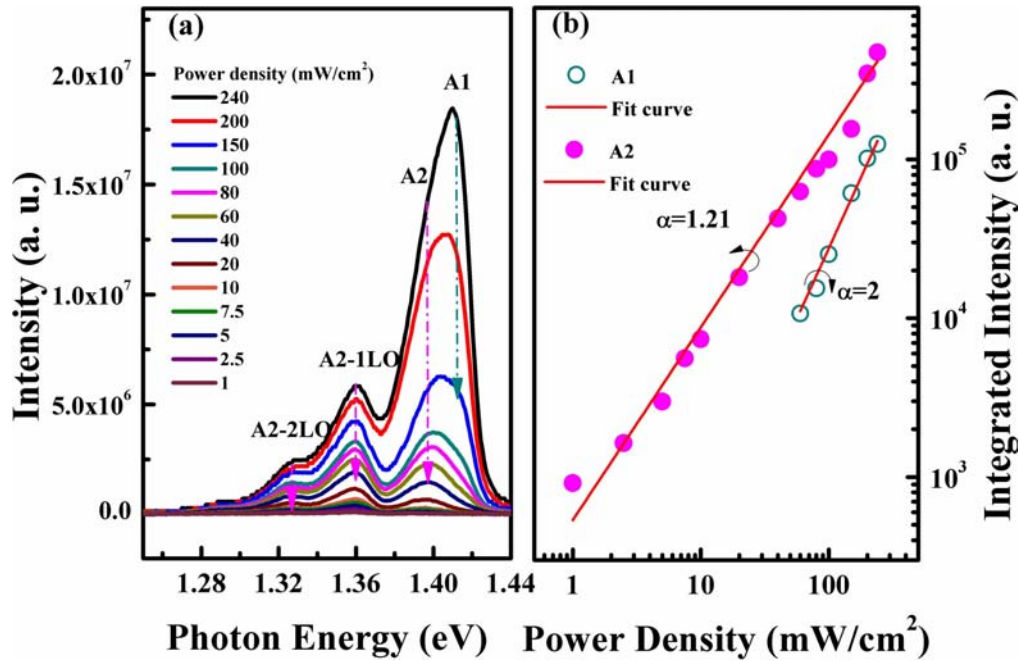 (a)
Power density (mW/cm²)
240
200
150
100
80
60
40
20
10
7.5
5
2.5
1
A1
A2
A2-1LO
A2-2LO
2.0x10⁷
1.5x10⁷
1.0x10⁷
5.0x10⁶
0.0
Intensity (a. u.)
1.28 1.32 1.36 1.40 1.44
Photon Energy (eV)
(b)
A1
Fit curve
A2
Fit curve
α=1.21
α=2
10⁵
10⁴
10³
Integrated Intensity (a. u.)
1 10 100
Power Density (mW/cm²)